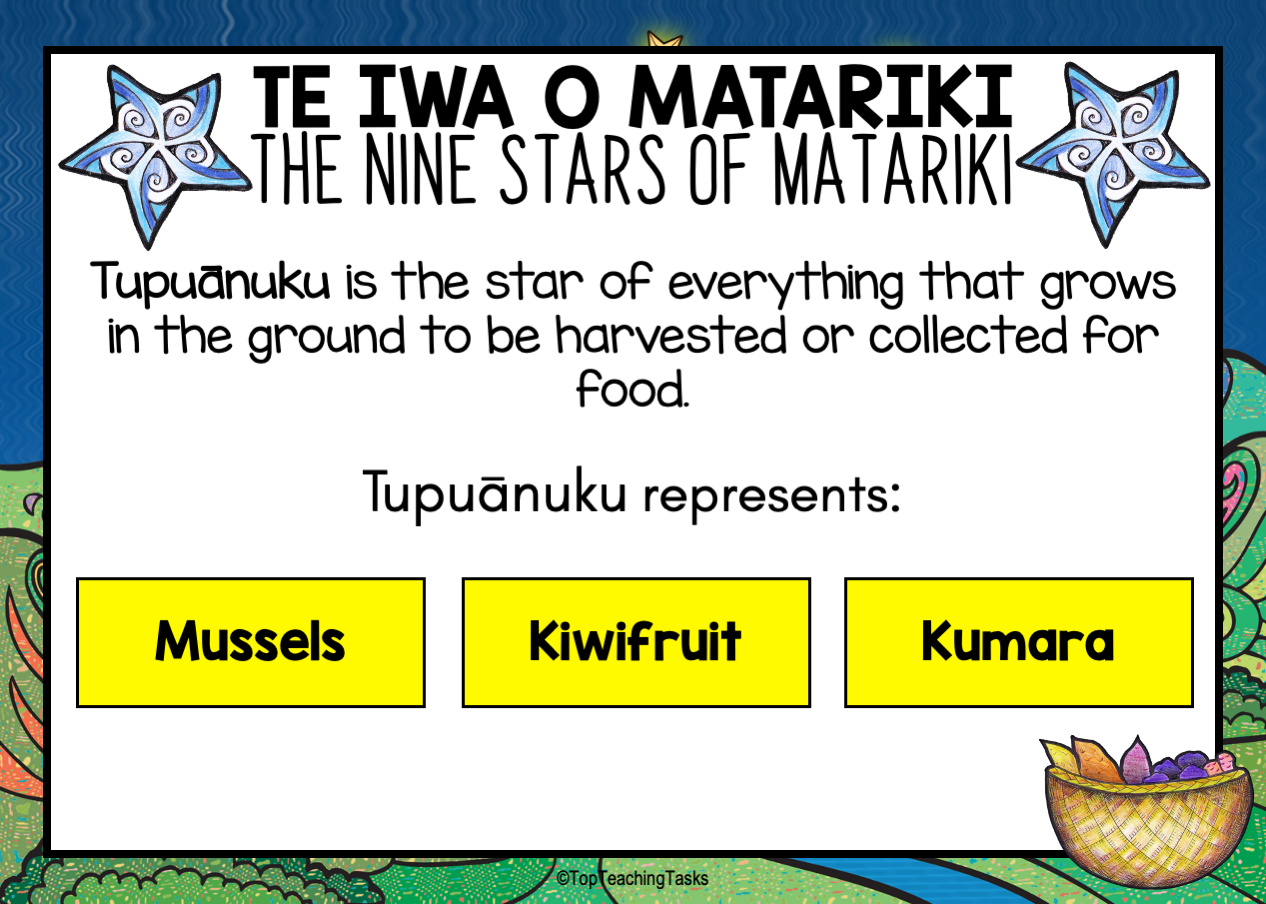 TE IWA O MATARIKI
THE NINE STARS OF MATARIKI
Tupuānuku is the star of everything that grows
in the ground to be harvested or collected for
food.
Tupuānuku represents:
Mussels
Kiwifruit
Kumara
©TopTeachingTasks